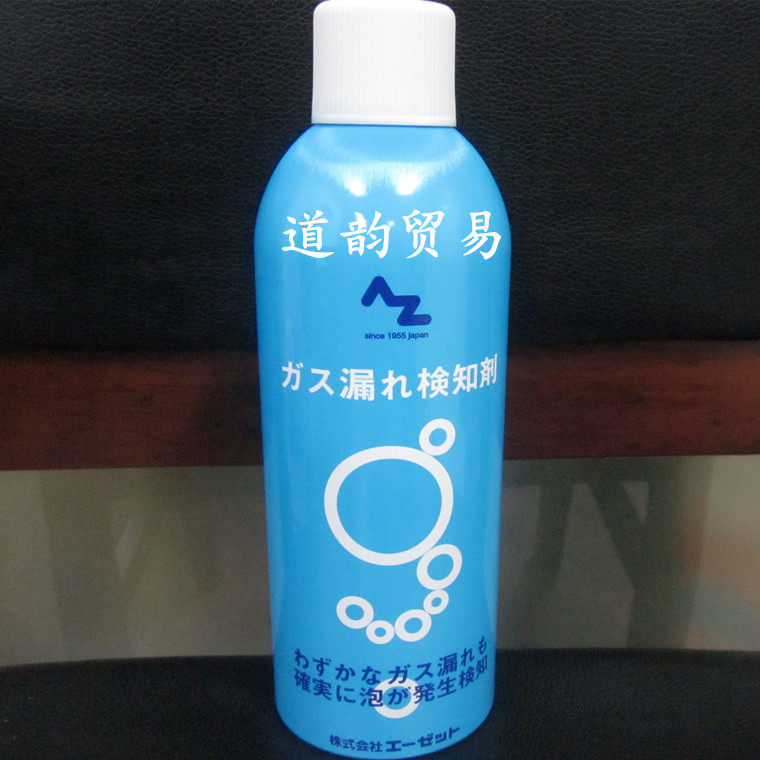 道韵贸易
AZ
since 1955 japan
ガス漏れ検知剤
わずかなガス漏れも
確実に泡が発生検知
株式会社エーゼット